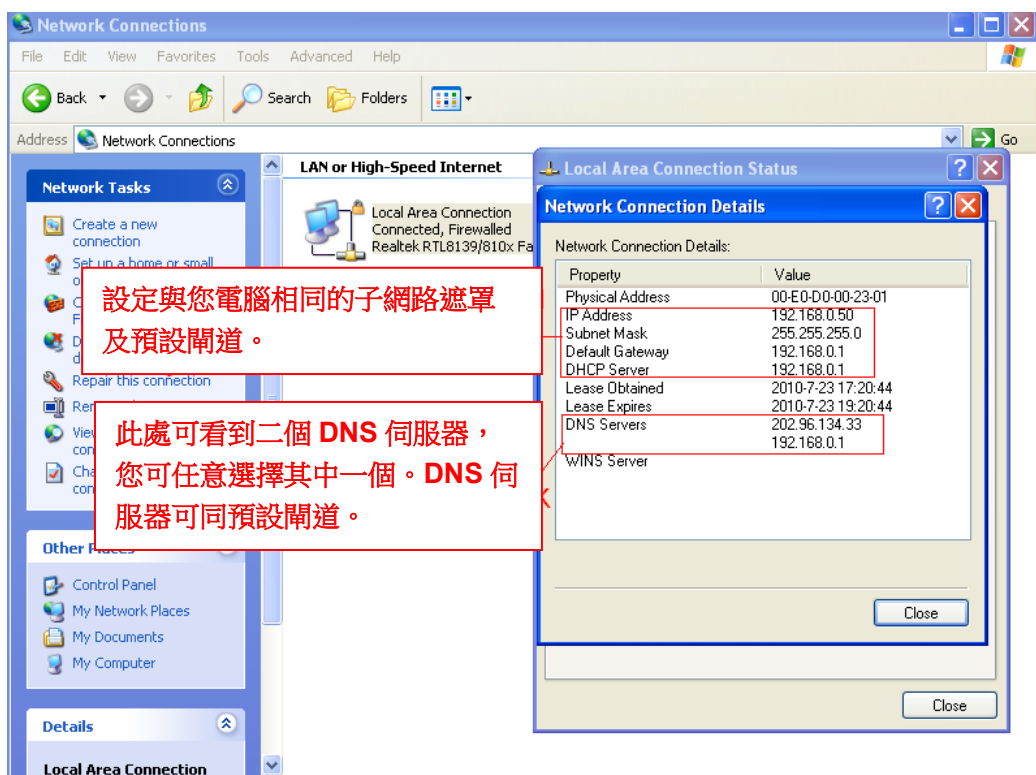 Network Connections
File Edit View Favorites Tools Advanced Help
Back Search Folders
Address Network Connections Go
Network Tasks
Create a new
connection
Set up a home or small
Repair this connection
LAN or High-Speed Internet
Local Area Connection
Connected, Firewalled
Realtek RTL8139/810x Fa
設定與您電腦相同的子網路遮罩
及預設閘道。
此處可看到二個 DNS 伺服器，
您可任意選擇其中一個。DNS 伺
服器可同預設閘道。
Other Places
Control Panel
My Network Places
My Documents
My Computer
Details
Local Area Connection
Local Area Connection Status
Network Connection Details
Network Connection Details:
Property Value
Physical Address 00-E0-D0-00-23-01
IP Address 192.168.0.50
Subnet Mask 255.255.255.0
Default Gateway 192.168.0.1
DHCP Server 192.168.0.1
Lease Obtained 2010-7-23 17:20:44
Lease Expires 2010-7-23 19:20:44
DNS Servers 202.96.134.33
192.168.0.1
WINS Server
Close
Close